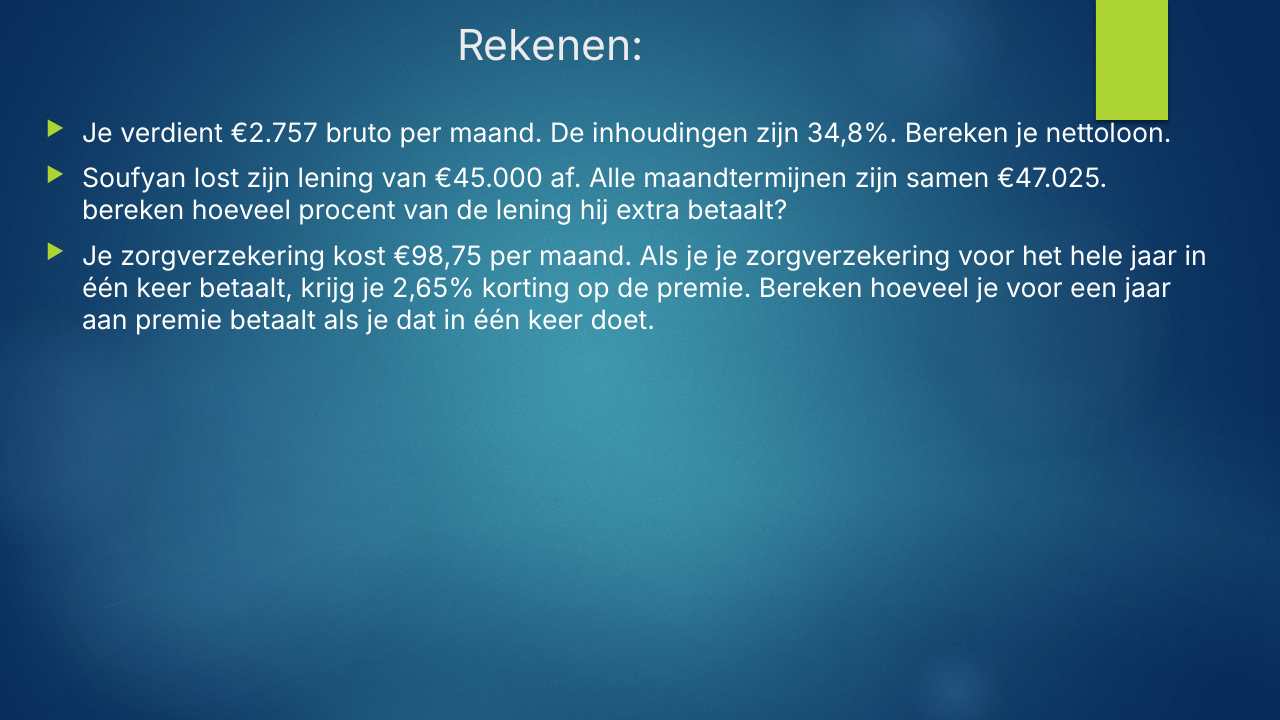 Rekenen:
Je verdient €2.757 bruto per maand. De inhoudingen zijn 34,8%. Bereken je nettoloon.
Soufyan lost zijn lening van €45.000 af. Alle maandtermijnen zijn samen €47.025.
bereken hoeveel procent van de lening hij extra betaalt?
Je zorgverzekering kost €98,75 per maand. Als je je zorgverzekering voor het hele jaar in
één keer betaalt, krijg je 2,65% korting op de premie. Bereken hoeveel je voor een jaar
aan premie betaalt als je dat in één keer doet.